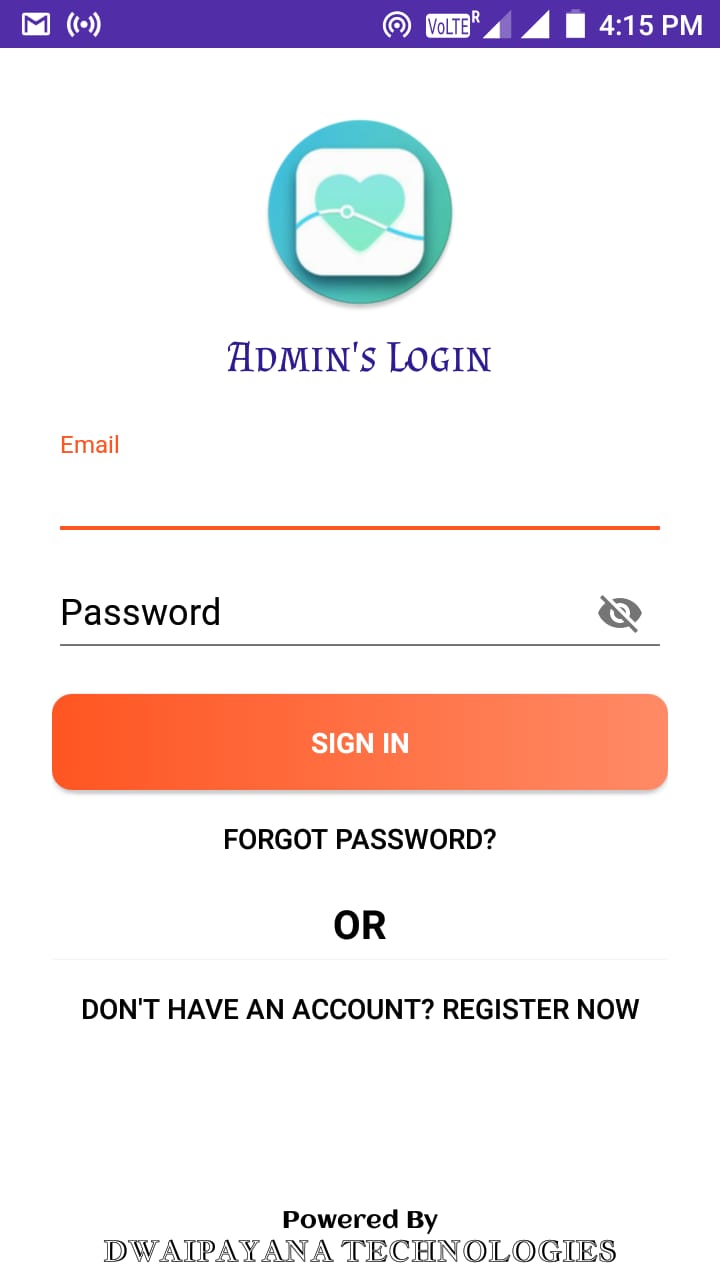 VoLTE R 4:15 PM
Admin's Login
Email
Password
SIGN IN
FORGOT PASSWORD?
OR
DON'T HAVE AN ACCOUNT? REGISTER NOW
Powered By
DWAIPAYANA TECHNOLOGIES